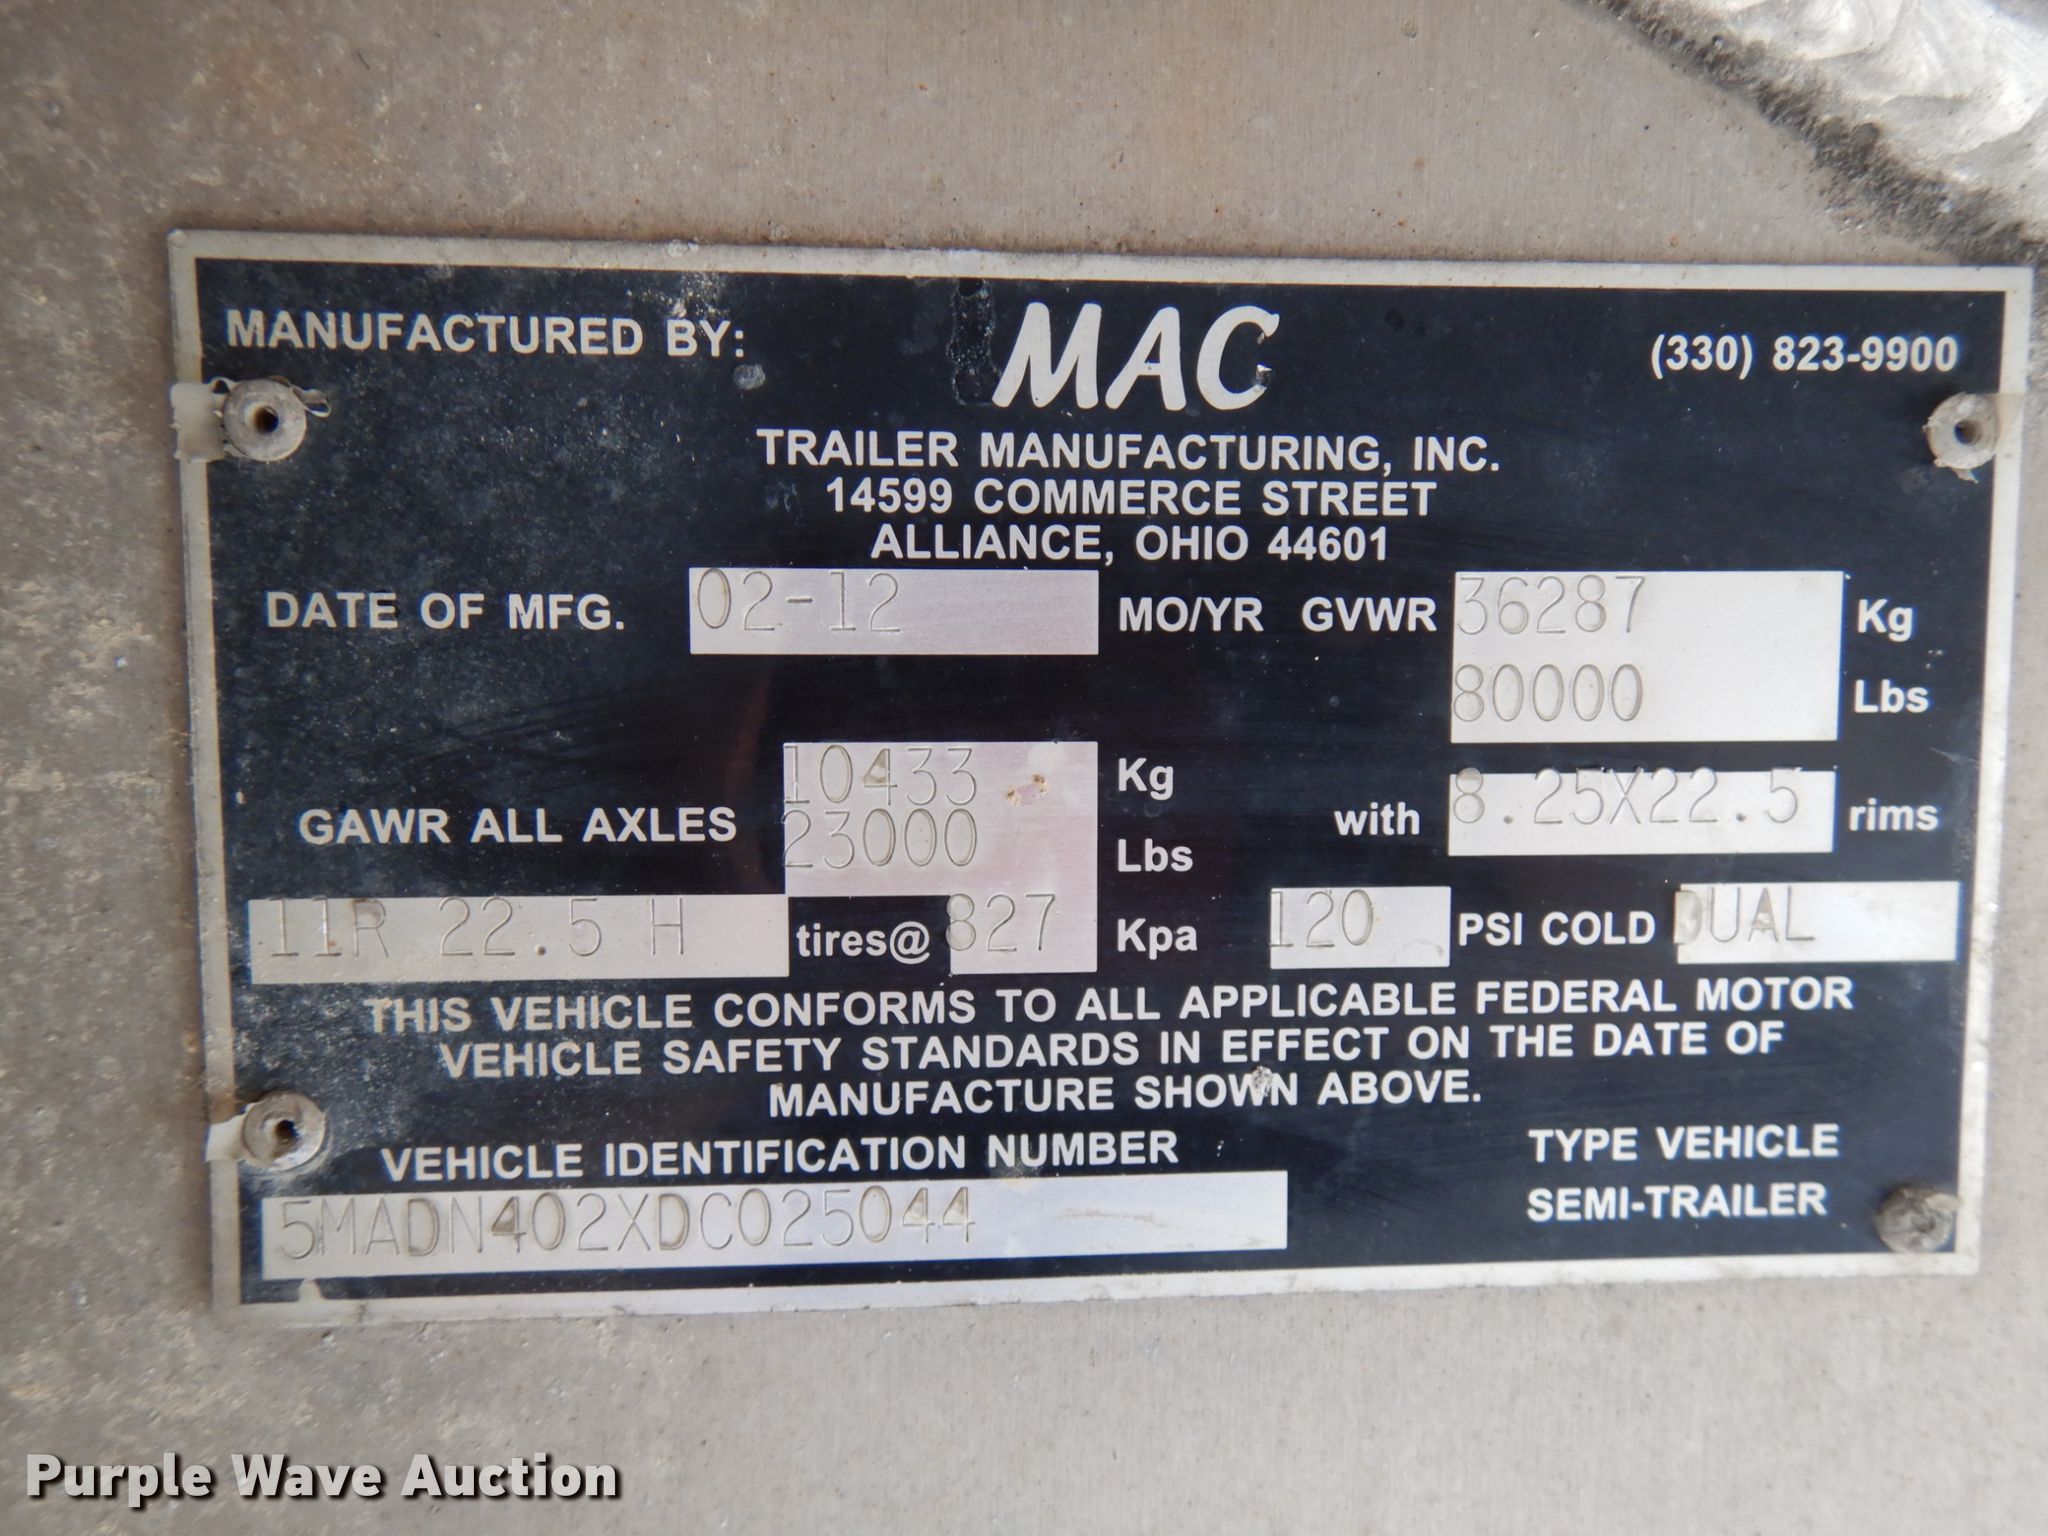 MANUFACTURED BY: MAC (330) 823-9900
TRAILER MANUFACTURING, INC.
14599 COMMERCE STREET
ALLIANCE, OHIO 44601
DATE OF MFG. 02-12 MO/YR GVWR 36287 Kg
80000 Lbs
GAWR ALL AXLES 10433 Kg
23000 Lbs with 8.25X22.5 rims
11R 22.5 H tires@ 827 Kpa 120 PSI COLD DUAL
THIS VEHICLE CONFORMS TO ALL APPLICABLE FEDERAL MOTOR
VEHICLE SAFETY STANDARDS IN EFFECT ON THE DATE OF
MANUFACTURE SHOWN ABOVE.
VEHICLE IDENTIFICATION NUMBER TYPE VEHICLE
5MADN402XDC025044 SEMI-TRAILER
Purple Wave Auction